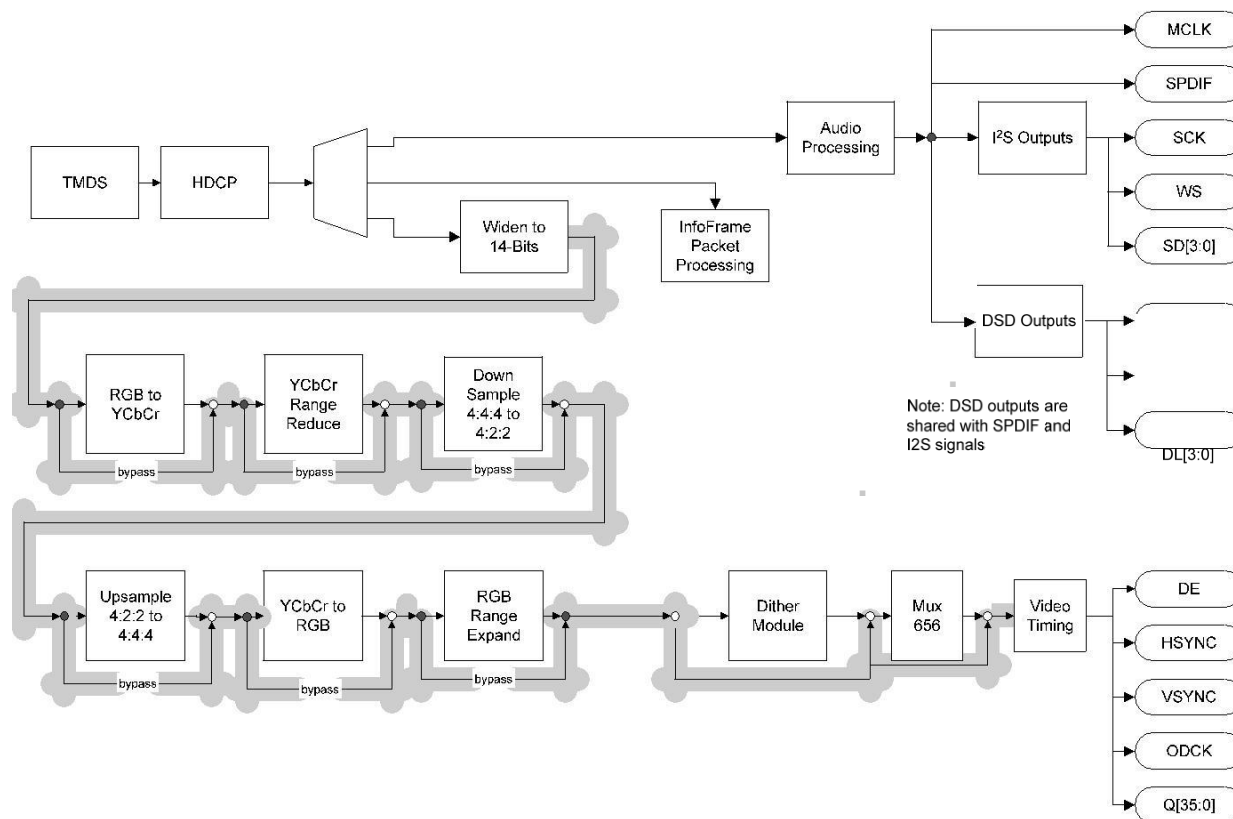 MCLK
SPDIF
Audio
Processing
I²S Outputs
SCK
TMDS
HDCP
WS
Widen to
14-Bits
InfoFrame
Packet
Processing
SD[3:0]
DSD Outputs
RGB to
YCbCr
bypass
YCbCr
Range
Reduce
bypass
Down
Sample
4:4:4 to
4:2:2
bypass
Note: DSD outputs are
shared with SPDIF and
I2S signals
DL[3:0]
Upsample
4:2:2 to
4:4:4
bypass
YCbCr to
RGB
bypass
RGB
Range
Expand
bypass
Dither
Module
Mux
656
Video
Timing
DE
HSYNC
VSYNC
ODCK
Q[35:0]